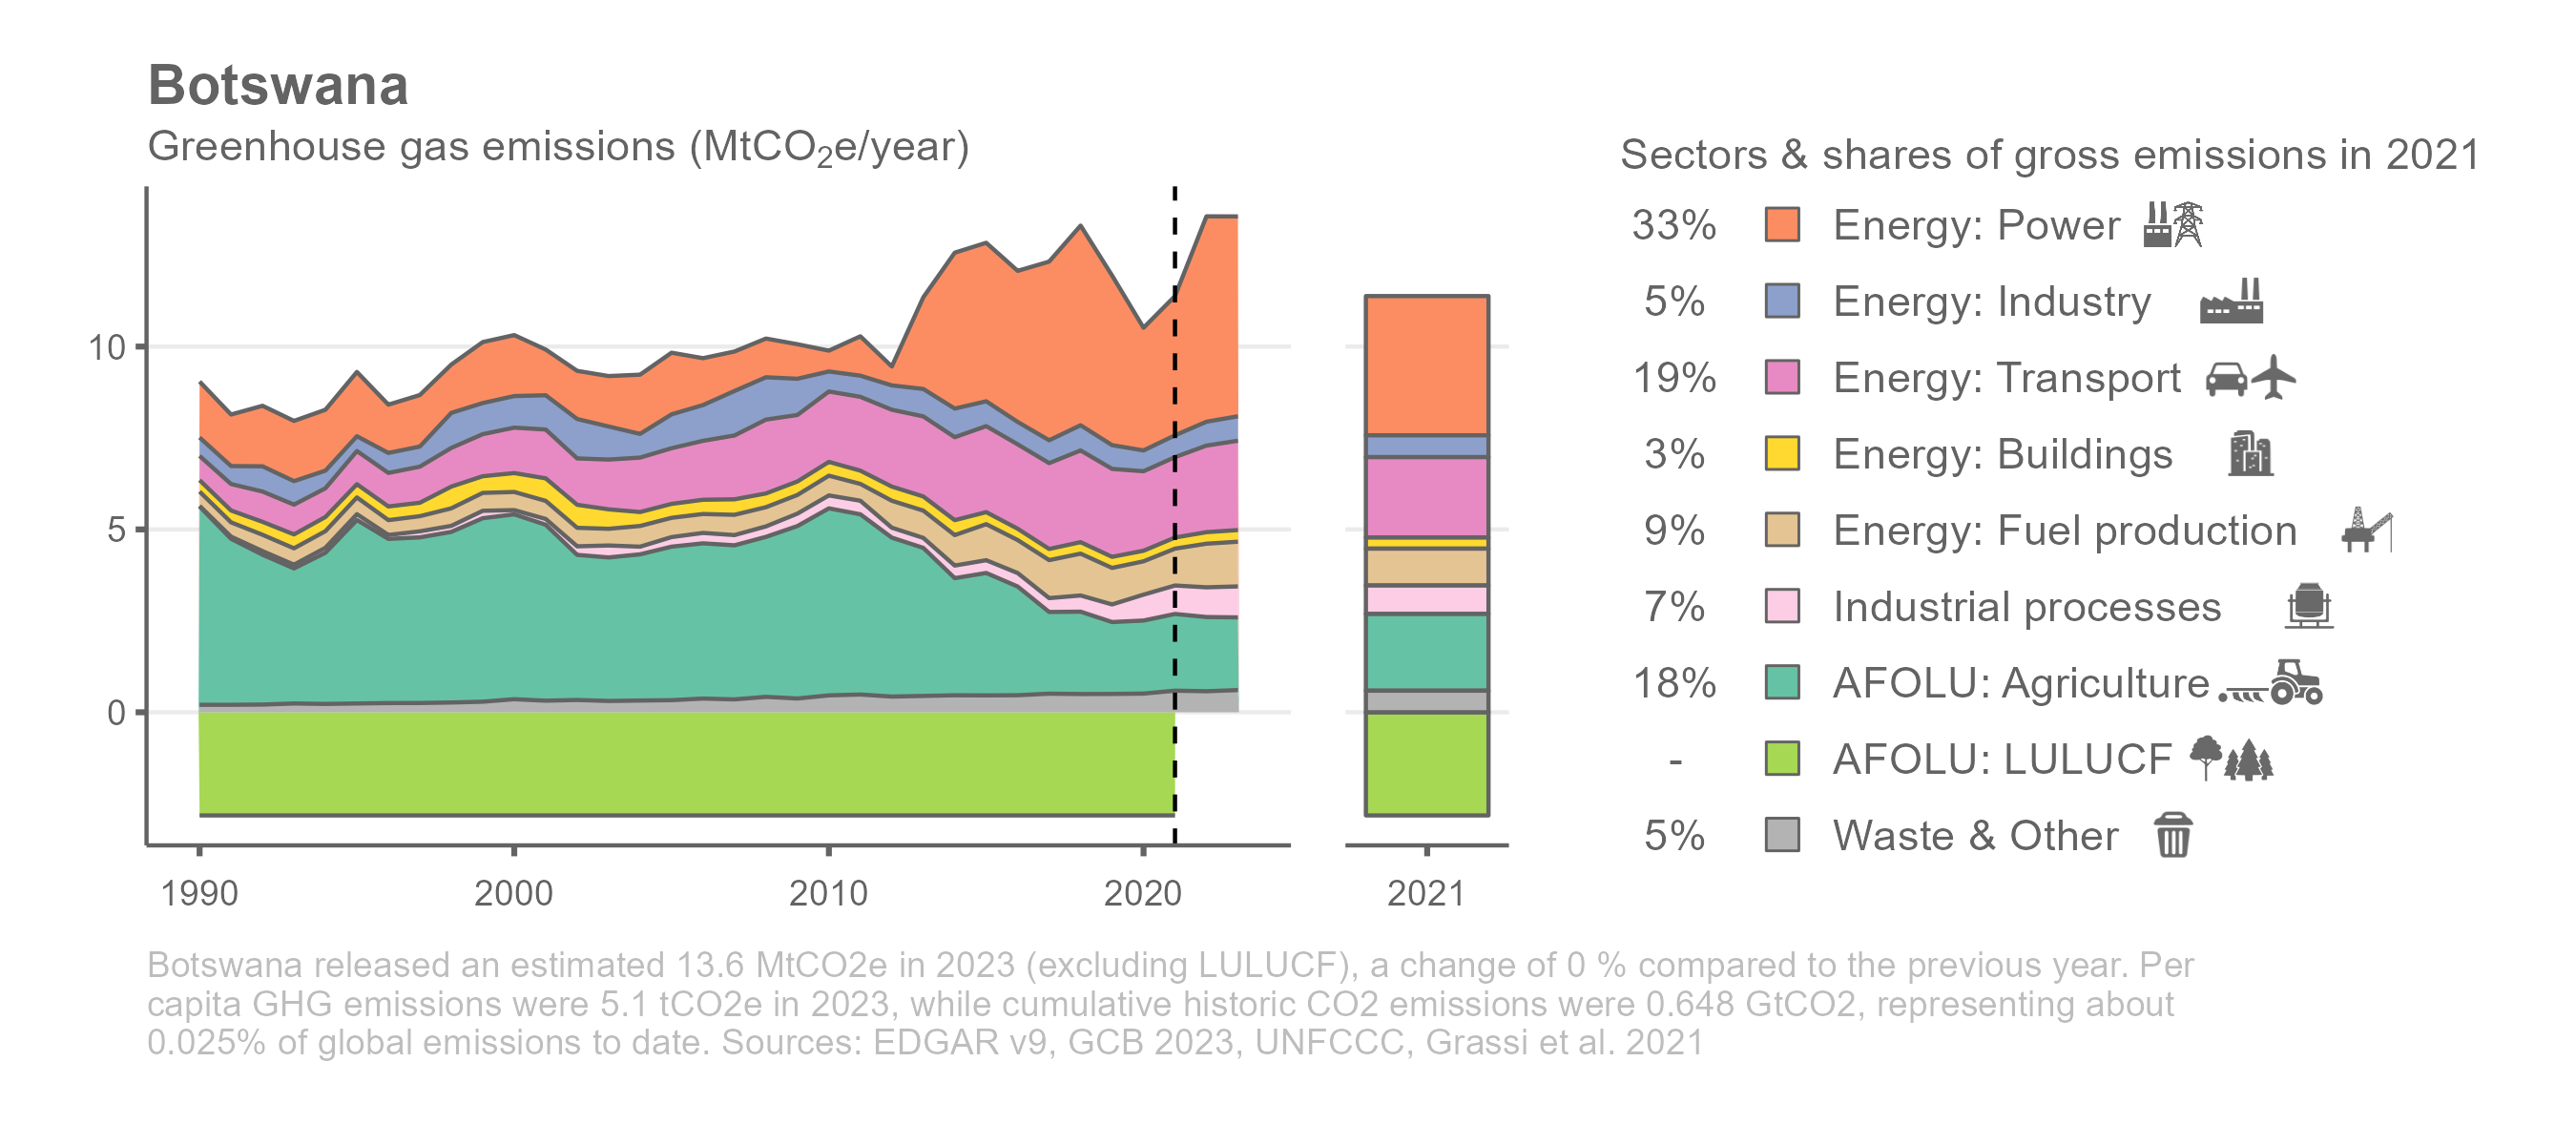 Botswana
Greenhouse gas emissions (MtCO₂e/year)
Sectors & shares of gross emissions in 2021
33% Energy: Power
5% Energy: Industry
19% Energy: Transport
3% Energy: Buildings
9% Energy: Fuel production
7% Industrial processes
18% AFOLU: Agriculture
- AFOLU: LULUCF
5% Waste & Other
10
5
0
1990 2000 2010 2020 2021
Botswana released an estimated 13.6 MtCO2e in 2023 (excluding LULUCF), a change of 0 % compared to the previous year. Per
capita GHG emissions were 5.1 tCO2e in 2023, while cumulative historic CO2 emissions were 0.648 GtCO2, representing about
0.025% of global emissions to date. Sources: EDGAR v9, GCB 2023, UNFCCC, Grassi et al. 2021